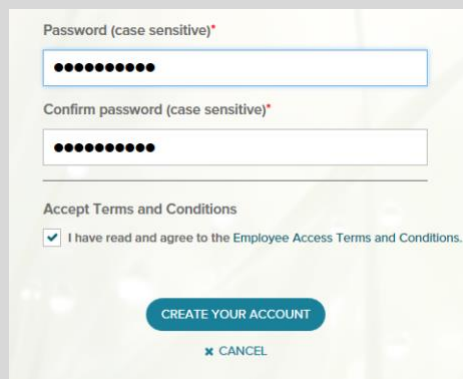 Password (case sensitive)*
●●●●●●●●●●
Confirm password (case sensitive)*
●●●●●●●●●●
Accept Terms and Conditions
I have read and agree to the Employee Access Terms and Conditions.
CREATE YOUR ACCOUNT
✖ CANCEL